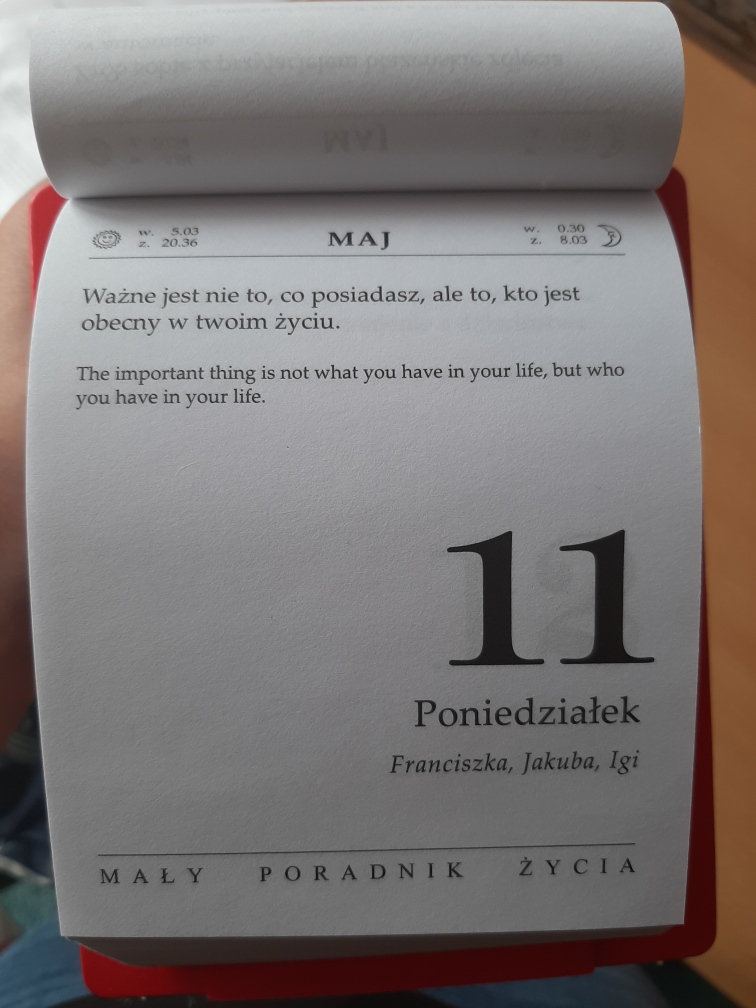 w. 5.03
z. 20.36
MAJ
w. 0.30
z. 8.03
Ważne jest nie to, co posiadasz, ale to, kto jest
obecny w twoim życiu.
The important thing is not what you have in your life, but who
you have in your life.
11
Poniedziałek
Franciszka, Jakuba, Igi
MAŁY PORADNIK ŻYCIA